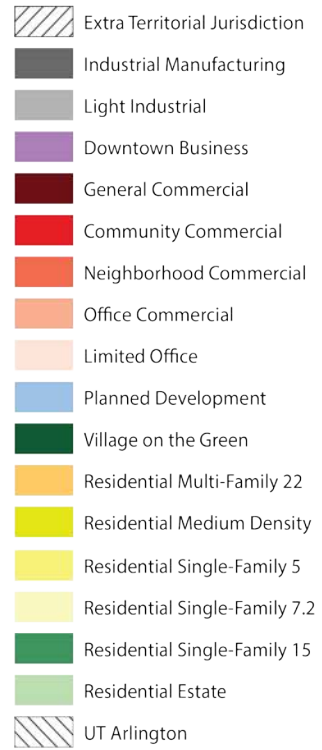 Extra Territorial Jurisdiction
Industrial Manufacturing
Light Industrial
Downtown Business
General Commercial
Community Commercial
Neighborhood Commercial
Office Commercial
Limited Office
Planned Development
Village on the Green
Residential Multi-Family 22
Residential Medium Density
Residential Single-Family 5
Residential Single-Family 7.2
Residential Single-Family 15
Residential Estate
UT Arlington